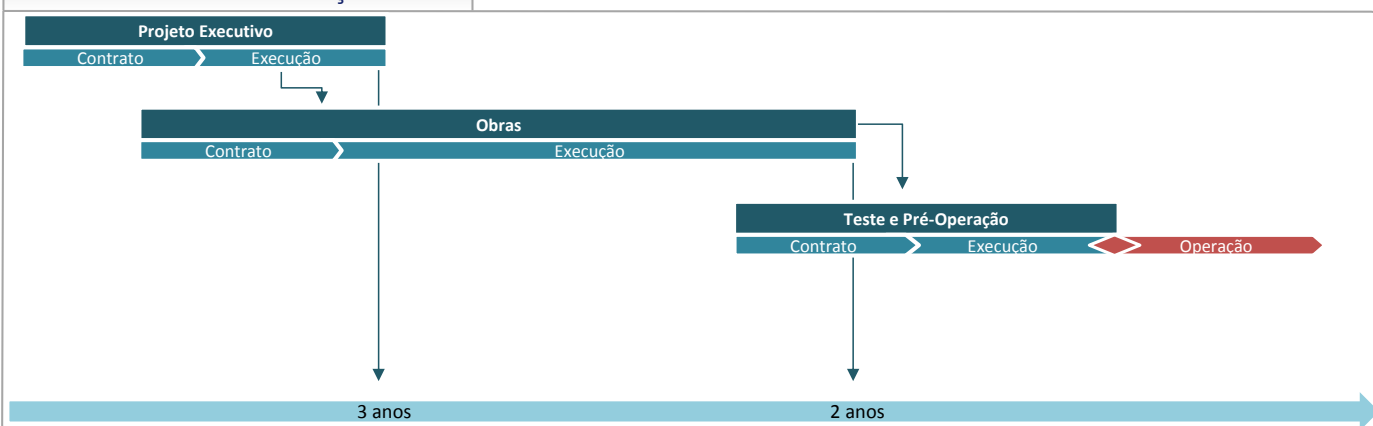 Projeto Executivo
Contrato Execução
Obras
Contrato Execução
Teste e Pré-Operação
Contrato Execução Operação
3 anos 2 anos